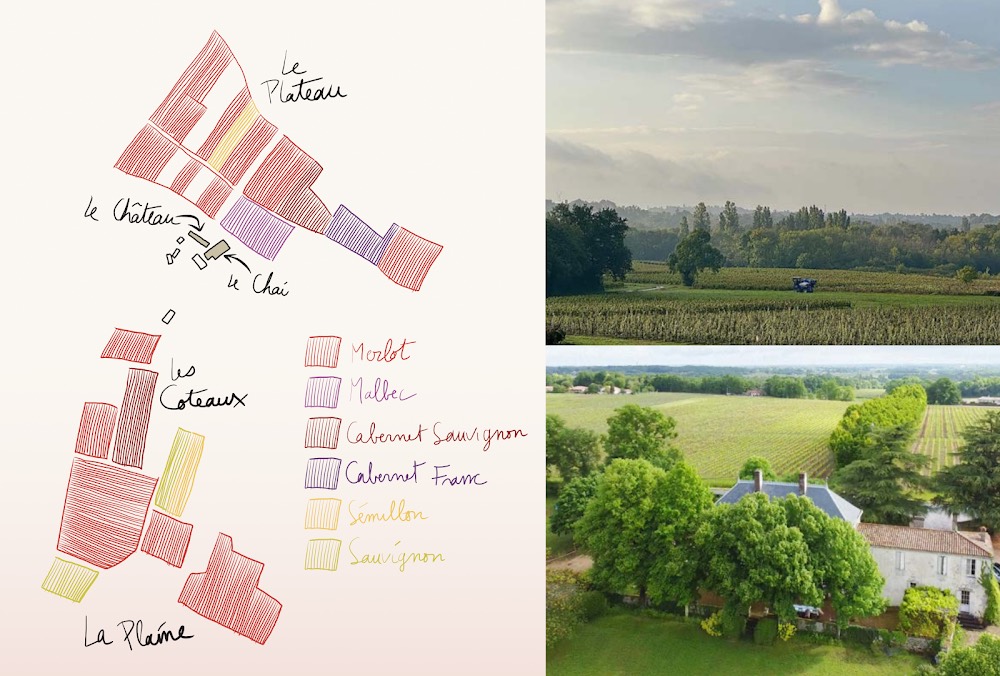 Le
Plateau
Le Château
Le Chai
Les
Coteaux
Merlot
Malbec
Cabernet Sauvignon
Cabernet Franc
Sémillon
Sauvignon
La Plaine